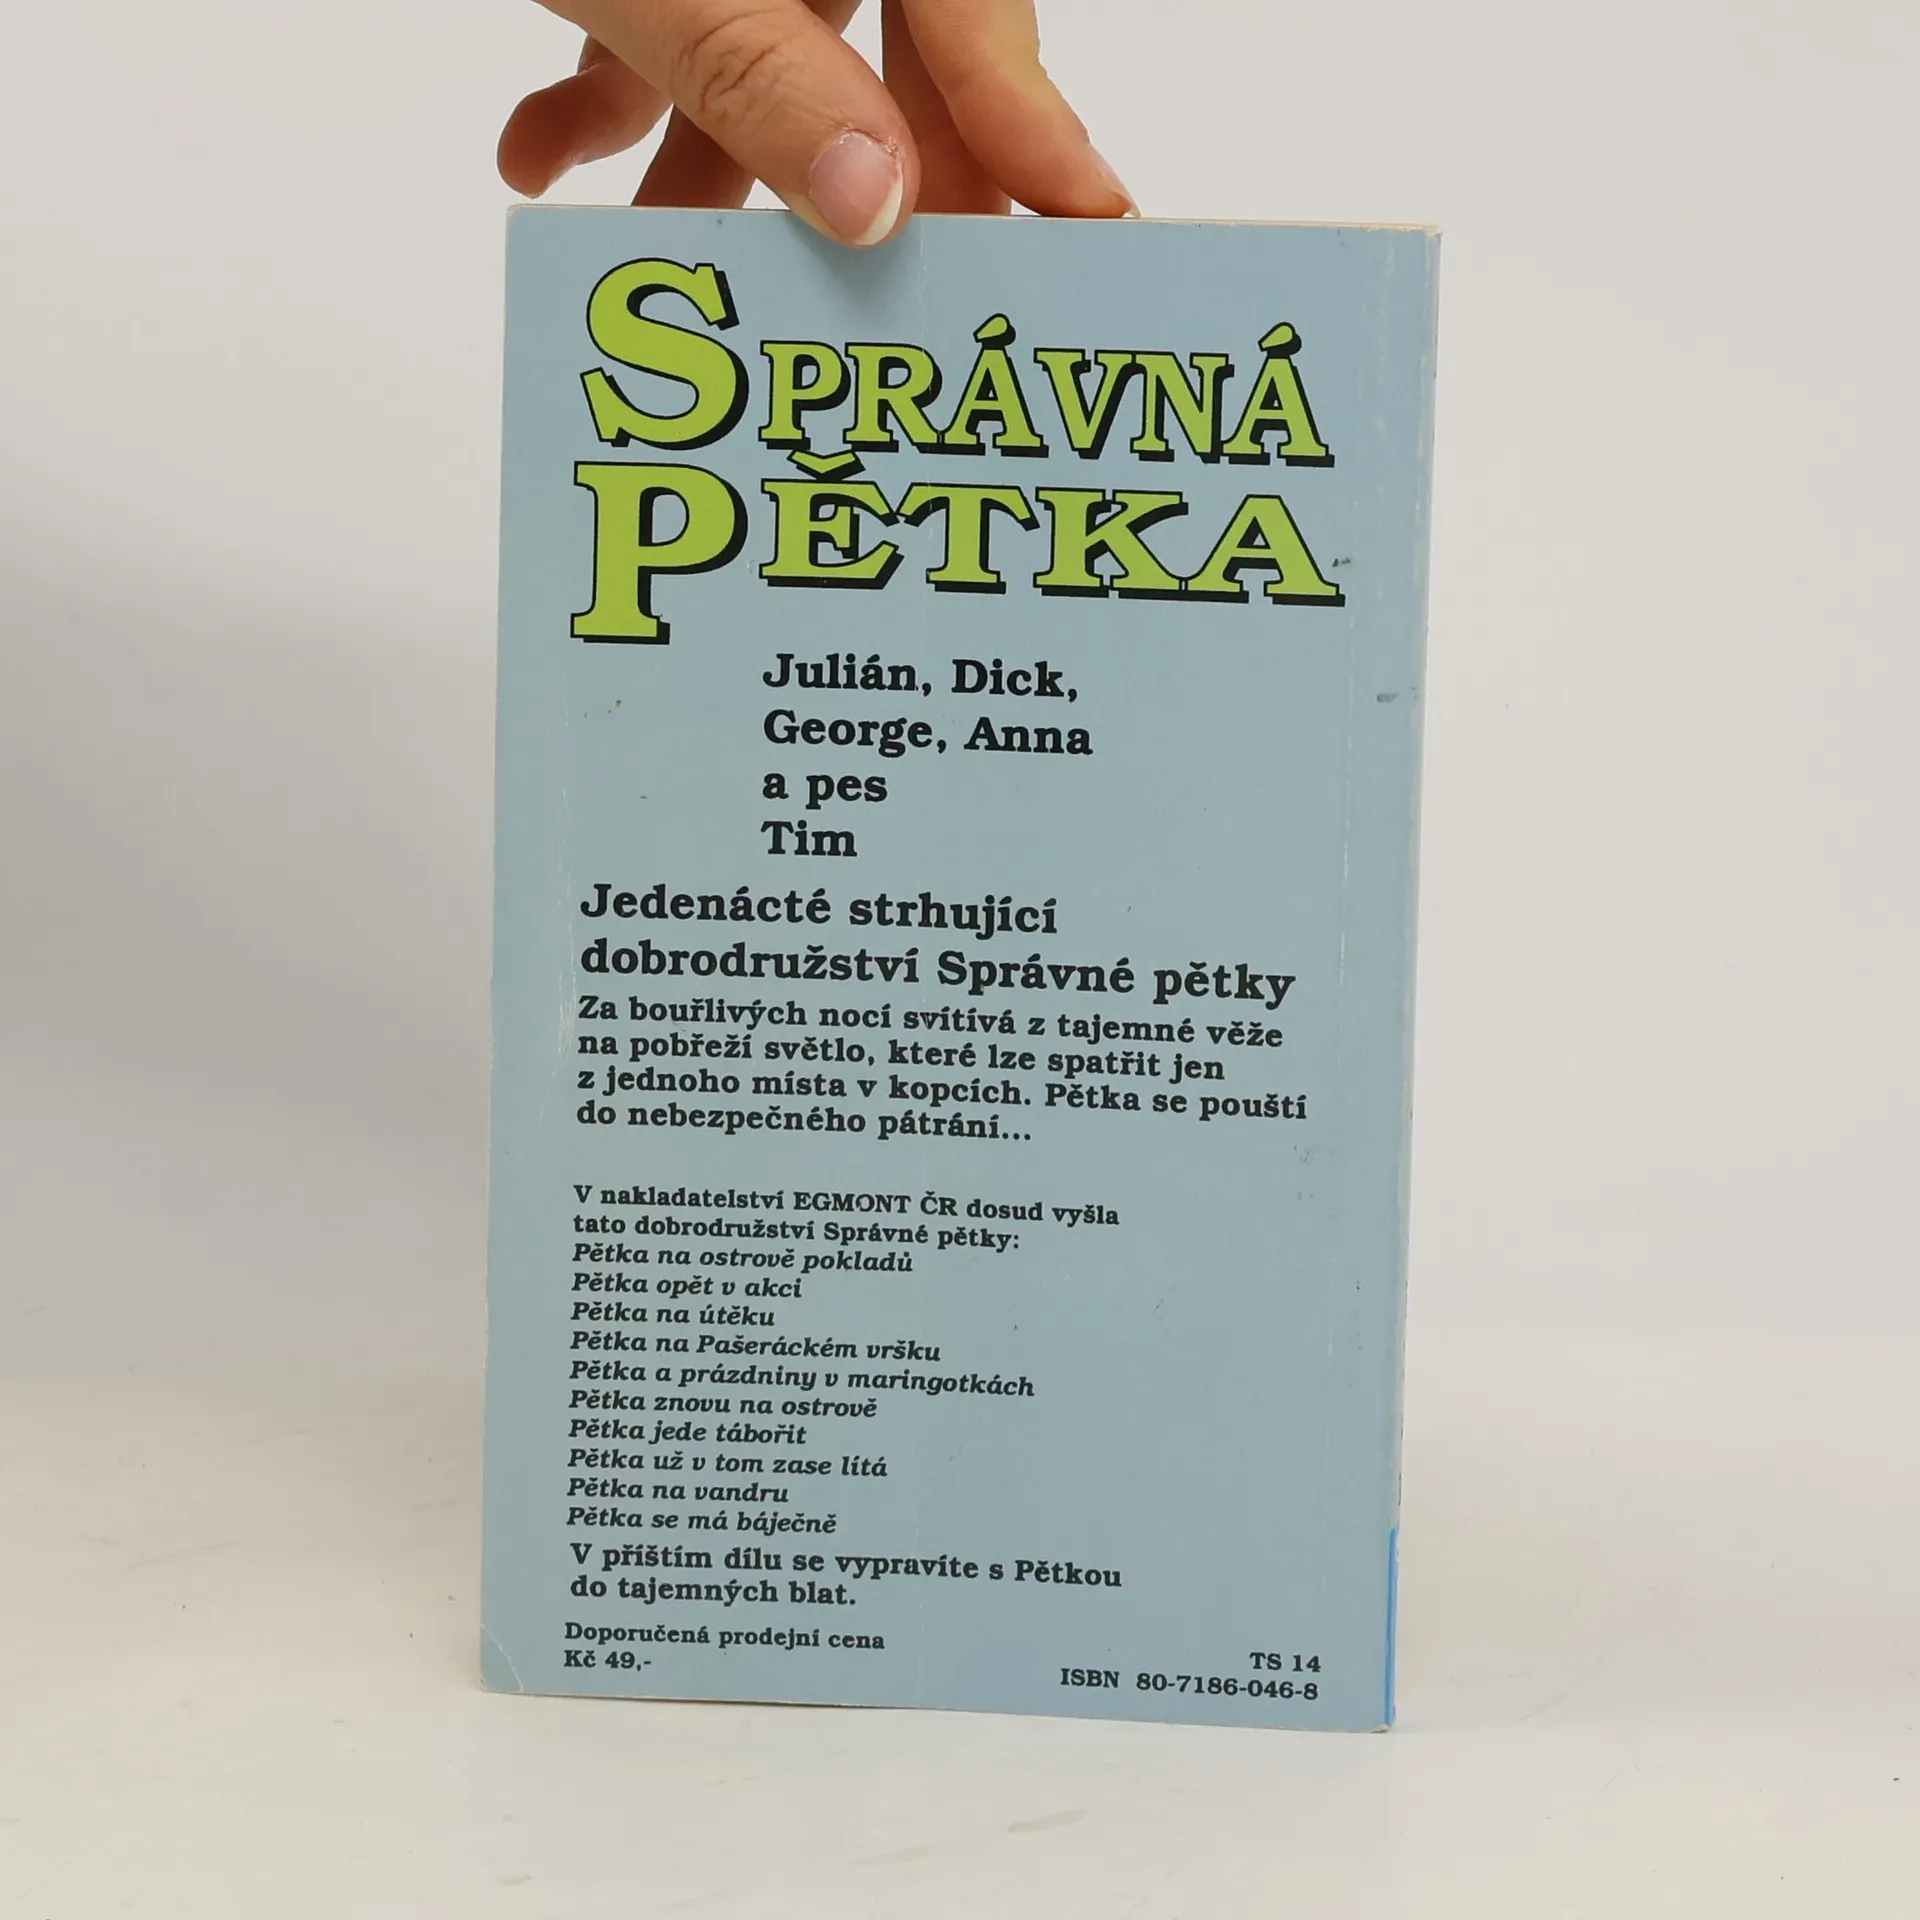 SPRÁVNÁ
PĚTKA
Julián, Dick,
George, Anna
a pes
Tim
Jedenácté strhující
dobrodružství Správné pětky
Za bouřlivých nocí svítívá z tajemné věže
na pobřeží světlo, které lze spatřit jen
z jednoho místa v kopcích. Pětka se pouští
do nebezpečného pátrání...
V nakladatelství EGMONT ČR dosud vyšla
tato dobrodružství Správné pětky:
Pětka na ostrově pokladů
Pětka opět v akci
Pětka na útěku
Pětka na Pašeráckém vršku
Pětka a prázdniny v maringotkách
Pětka znovu na ostrově
Pětka jede tábořit
Pětka už v tom zase lítá
Pětka na vandru
Pětka se má báječně
V příštím dílu se vypravíte s Pětkou
do tajemných blat.
Doporučená prodejní cena
Kč 49,-
TS 14
ISBN 80-7186-046-8